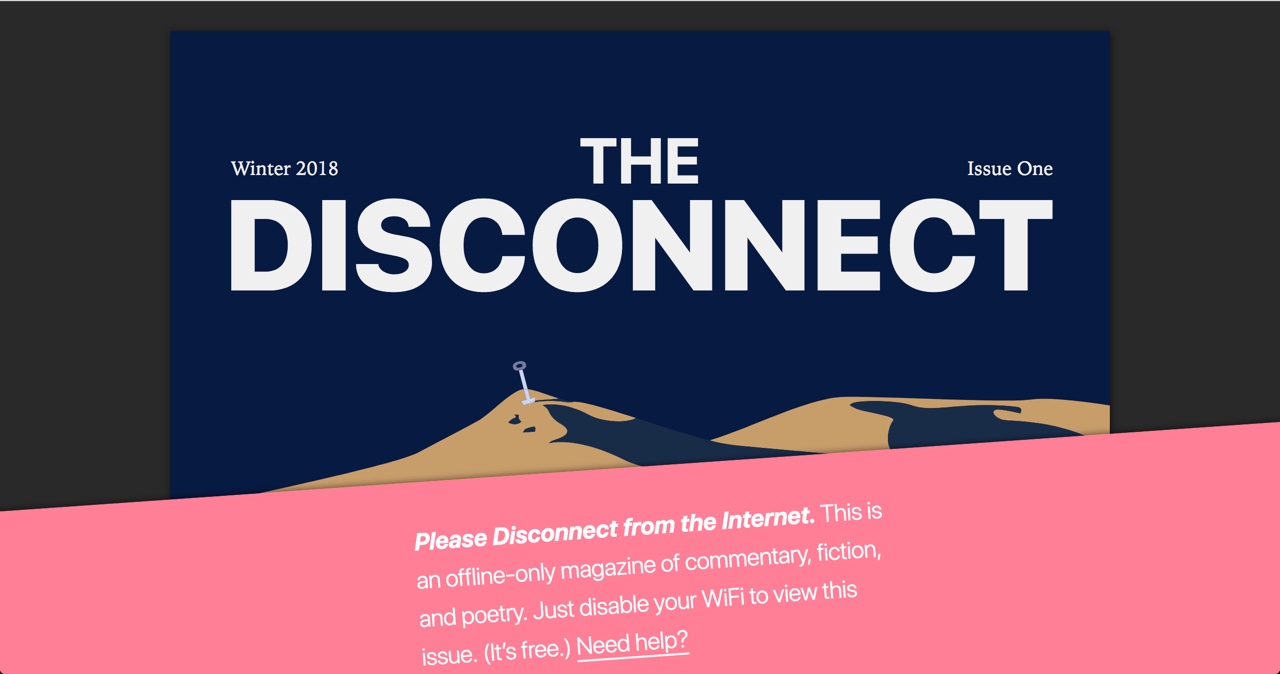 THE
Winter 2018
Issue One
DISCONNECT
Please Disconnect from the Internet. This is
an offline-only magazine of commentary, fiction,
and poetry. Just disable your WiFi to view this
issue. (It’s free.) Need help?